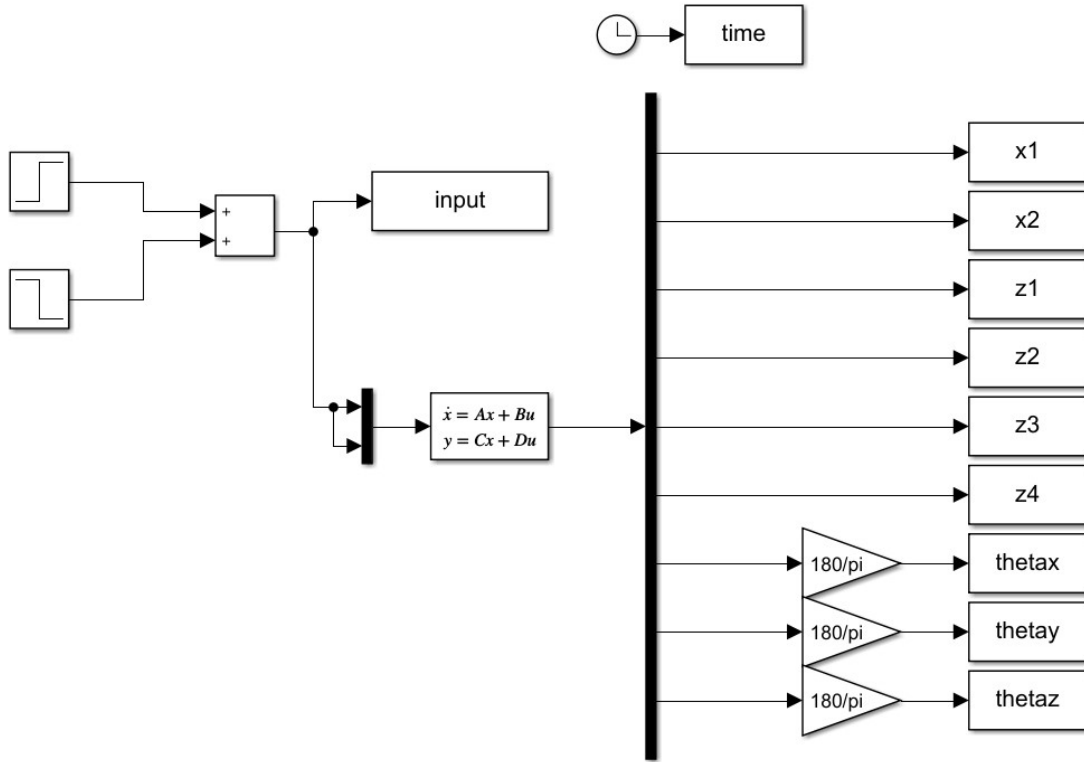 time
x1
x2
input
+
+
z1
z2
ẋ = Ax + Bu
y = Cx + Du
z3
z4
180/pi
thetax
180/pi
thetay
180/pi
thetaz